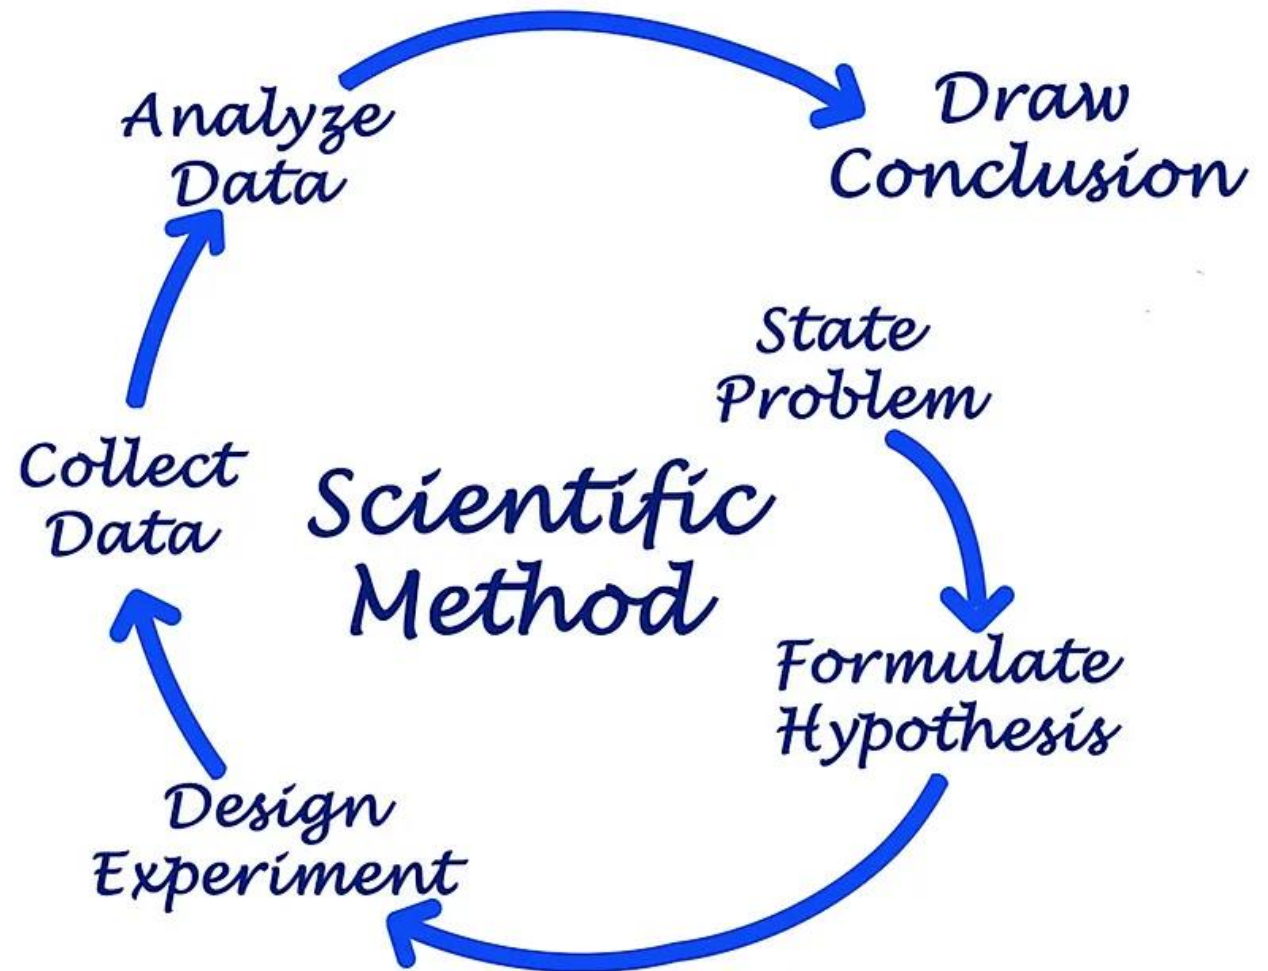 Analyze
Data
Draw
Conclusion
State
Problem
Collect
Data
Scientific
Method
Formulate
Hypothesis
Design
Experiment